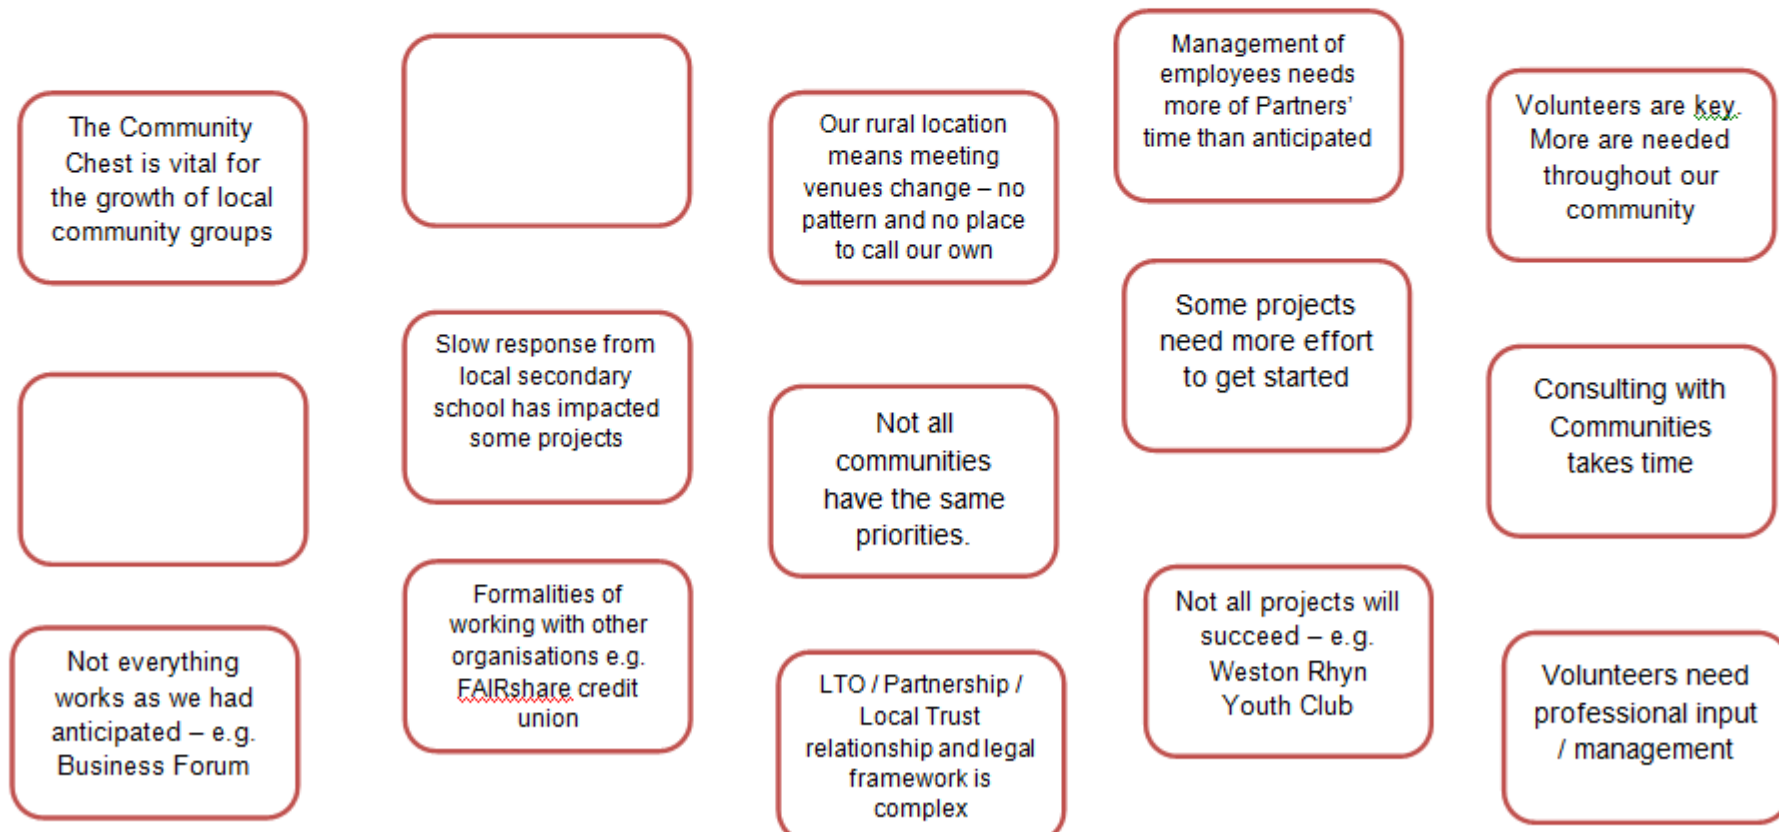 The Community
Chest is vital for
the growth of local
community groups
Not everything
works as we had
anticipated – e.g.
Business Forum
Slow response from
local secondary
school has impacted
some projects
Formalities of
working with other
organisations e.g.
FAIRshare credit
union
Our rural location
means meeting
venues change – no
pattern and no place
to call our own
Not all
communities
have the same
priorities.
LTO / Partnership /
Local Trust
relationship and legal
framework is
complex
Management of
employees needs
more of Partners’
time than anticipated
Some projects
need more effort
to get started
Not all projects will
succeed – e.g.
Weston Rhyn
Youth Club
Volunteers are key.
More are needed
throughout our
community
Consulting with
Communities
takes time
Volunteers need
professional input
/ management